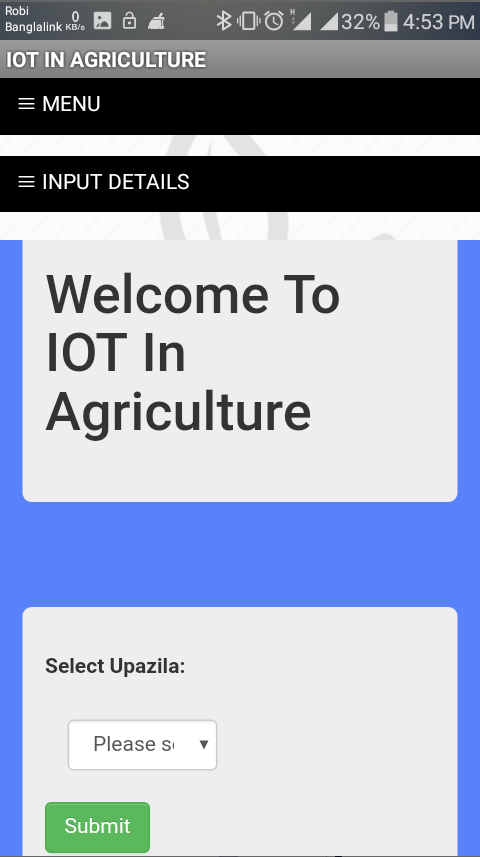 Robi
Banglalink 0 KB/s H 32% 4:53 PM
IOT IN AGRICULTURE
MENU
INPUT DETAILS
Welcome To
IOT In
Agriculture
Select Upazila:
Please s
Submit